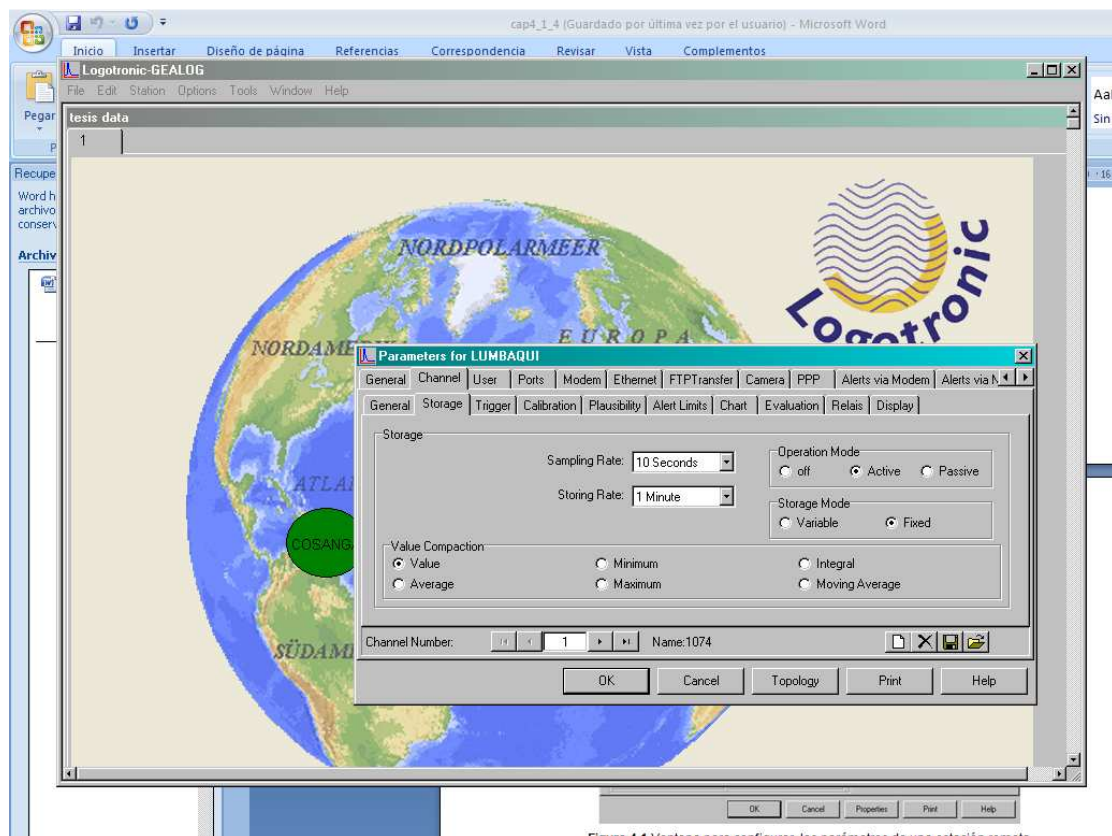 cap4_1_4 (Guardado por última vez por el usuario) - Microsoft Word
Inicio Insertar Diseño de página Referencias Correspondencia Revisar Vista Complementos
Logotronic-GEALOG
File Edit Station Options Tools Window Help
Pegar
tesis data
1
Sin
Word h
archivo
conserv
Archiv
NORDPOLARMEER
EUROPA
Logotronic
COSANGA
Parameters for LUMBAQUI
General Channel User Ports Modem Ethernet FTPTransfer Camera PPP Alerts via Modem Alerts via
General Storage Trigger Calibration Plausibility Alert Limits Chart Evaluation Relais Display
Storage
Sampling Rate: 10 Seconds
Storing Rate: 1 Minute
Operation Mode
off Active Passive
Storage Mode
Variable Fixed
Value Compaction
Value Minimum Integral
Average Maximum Moving Average
Channel Number: 1 Name:1074
OK Cancel Topology Print Help
OK Cancel Properties Print Help